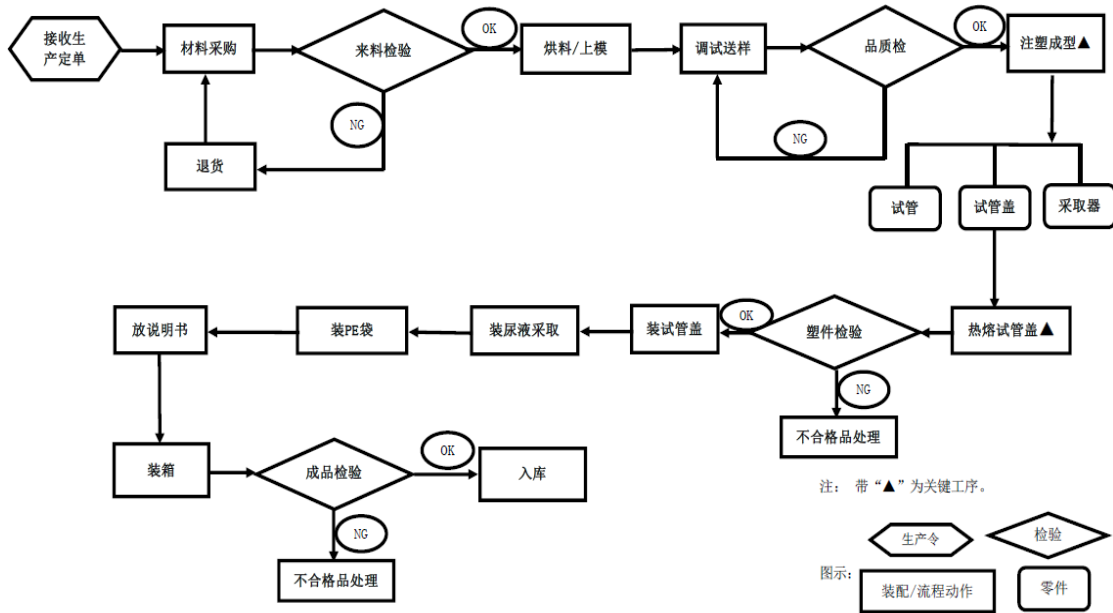 接收生
产定单
材料采购
来料检验
OK
烘料/上模
调试送样
品质检
OK
注塑成型▲
NG
退货
NG
试管
试管盖
采取器
放说明书
装PE袋
装尿液采取
装试管盖
OK
塑件检验
热熔试管盖▲
NG
不合格品处理
装箱
成品检验
OK
入库
NG
不合格品处理
注： 带“▲”为关键工序。
图示：
生产令
检验
装配/流程动作
零件